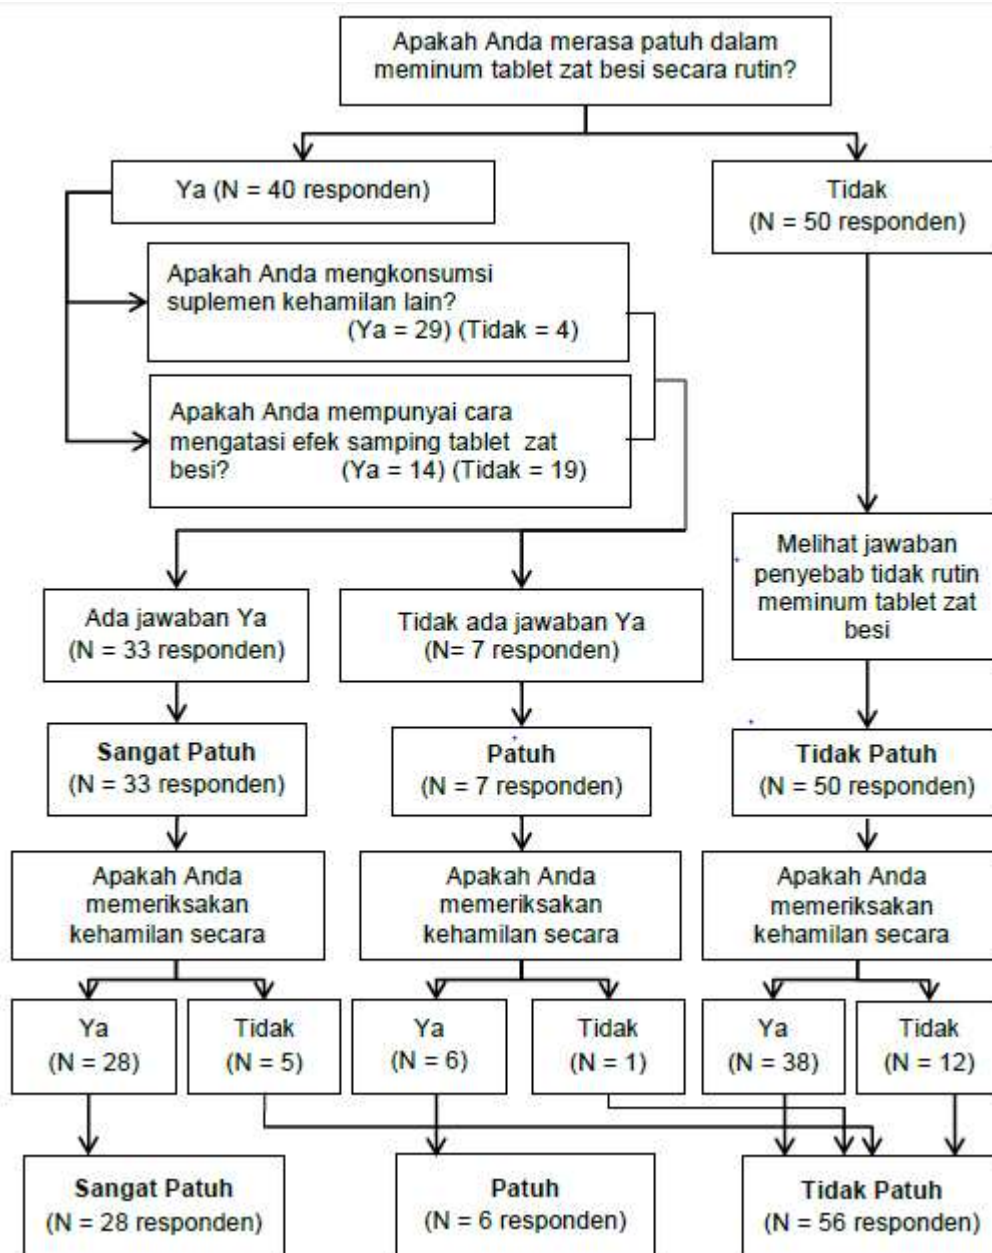 Apakah Anda merasa patuh dalam
meminum tablet zat besi secara rutin?
Ya (N = 40 responden)
Tidak
(N = 50 responden)
Apakah Anda mengkonsumsi
suplemen kehamilan lain?
(Ya = 29) (Tidak = 4)
Apakah Anda mempunyai cara
mengatasi efek samping tablet zat
besi? (Ya = 14) (Tidak = 19)
Melihat jawaban
penyebab tidak rutin
meminum tablet zat
besi
Ada jawaban Ya
(N = 33 responden)
Tidak ada jawaban Ya
(N= 7 responden)
Sangat Patuh
(N = 33 responden)
Patuh
(N = 7 responden)
Tidak Patuh
(N = 50 responden)
Apakah Anda
memeriksakan
kehamilan secara
Apakah Anda
memeriksakan
kehamilan secara
Apakah Anda
memeriksakan
kehamilan secara
Ya
(N = 28)
Tidak
(N = 5)
Ya
(N = 6)
Tidak
(N = 1)
Ya
(N = 38)
Tidak
(N = 12)
Sangat Patuh
(N = 28 responden)
Patuh
(N = 6 responden)
Tidak Patuh
(N = 56 responden)